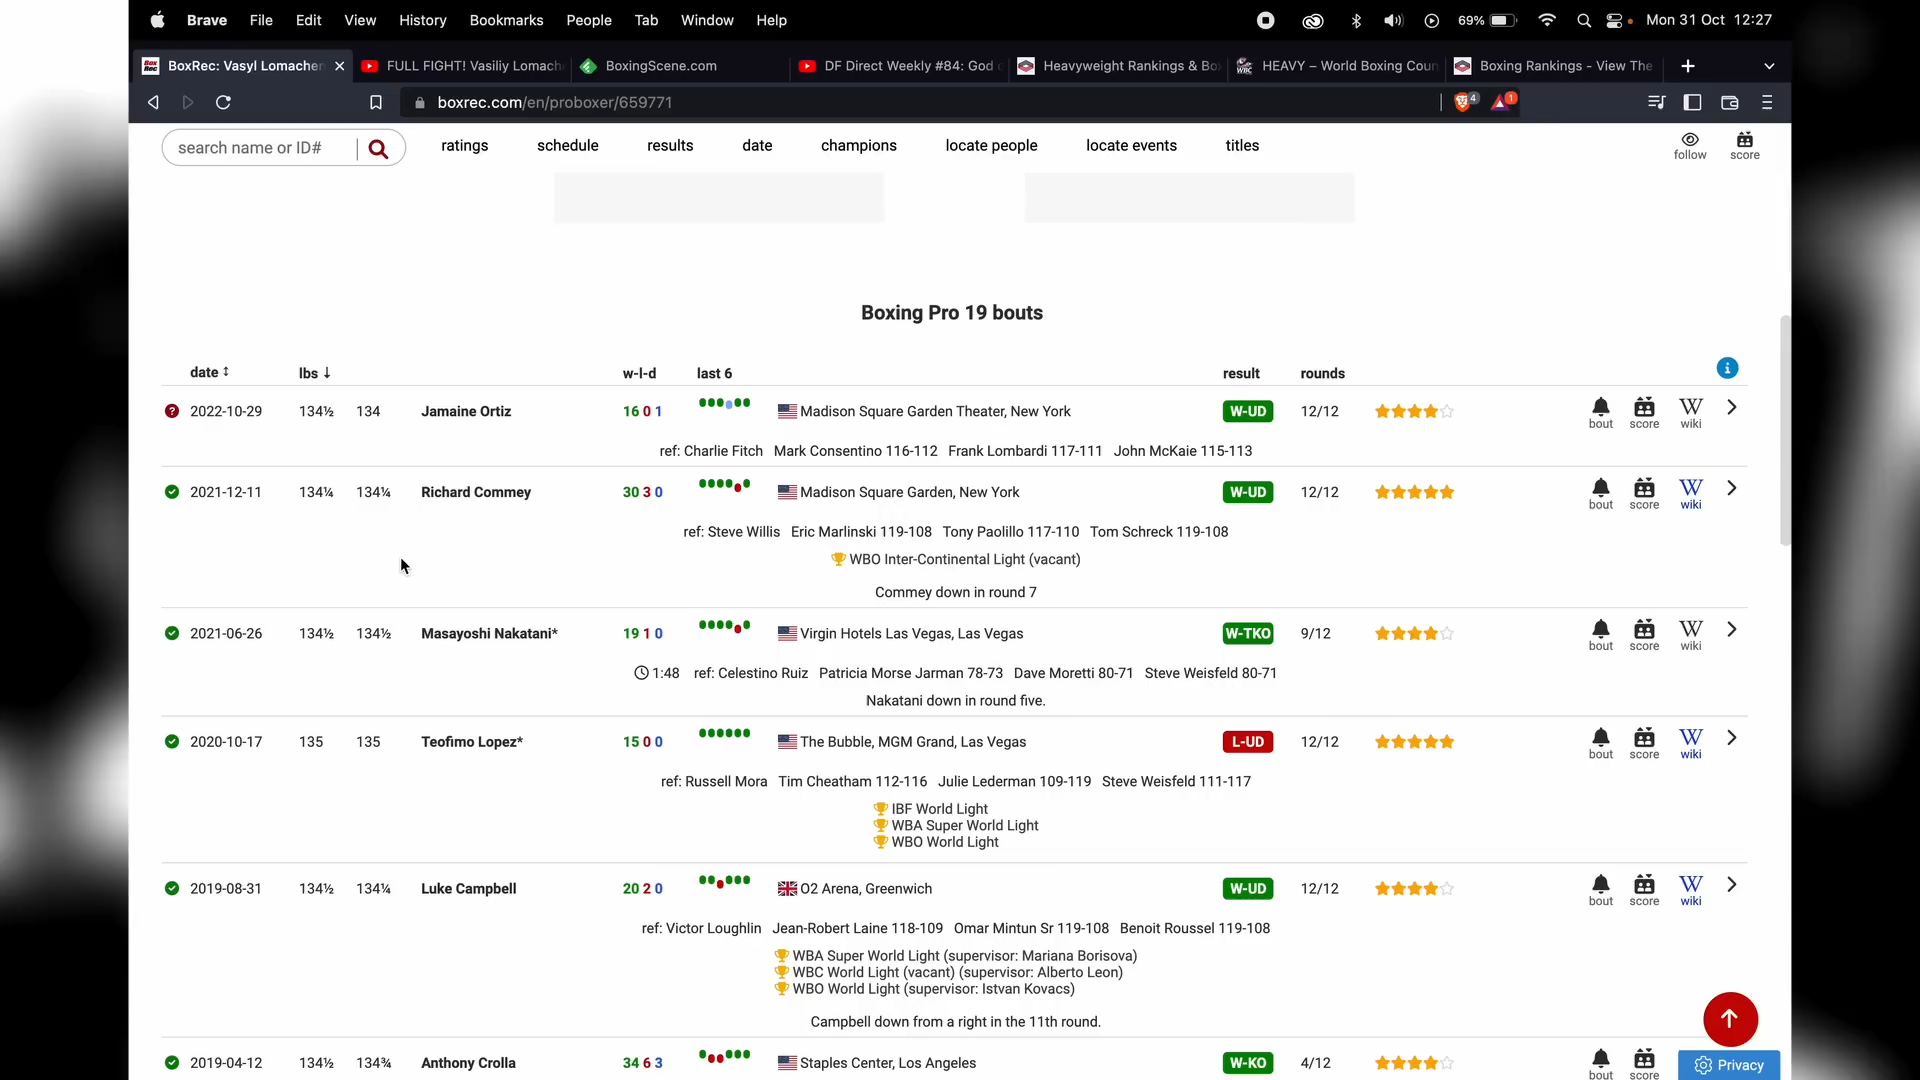 Brave File Edit View History Bookmarks People Tab Window Help 69% Mon 31 Oct 12:27
BoxRec: Vasyl Lomachen FULL FIGHT! Vasiliy Lomach BoxingScene.com DF Direct Weekly #84: God o Heavyweight Rankings & Bo HEAVY – World Boxing Coun Boxing Rankings - View The
boxrec.com/en/proboxer/659771 4 1
search name or ID# ratings schedule results date champions locate people locate events titles follow score
Boxing Pro 19 bouts
date lbs w-l-d last 6 result rounds
2022-10-29 134½ 134 Jamaine Ortiz 16 0 1 Madison Square Garden Theater, New York W-UD 12/12 bout score wiki
ref: Charlie Fitch Mark Consentino 116-112 Frank Lombardi 117-111 John McKaie 115-113
2021-12-11 134¼ 134¼ Richard Commey 30 3 0 Madison Square Garden, New York W-UD 12/12 bout score wiki
ref: Steve Willis Eric Marlinski 119-108 Tony Paolillo 117-110 Tom Schreck 119-108
WBO Inter-Continental Light (vacant)
Commey down in round 7
2021-06-26 134½ 134½ Masayoshi Nakatani* 19 1 0 Virgin Hotels Las Vegas, Las Vegas W-TKO 9/12 bout score wiki
1:48 ref: Celestino Ruiz Patricia Morse Jarman 78-73 Dave Moretti 80-71 Steve Weisfeld 80-71
Nakatani down in round five.
2020-10-17 135 135 Teofimo Lopez* 15 0 0 The Bubble, MGM Grand, Las Vegas L-UD 12/12 bout score wiki
ref: Russell Mora Tim Cheatham 112-116 Julie Lederman 109-119 Steve Weisfeld 111-117
IBF World Light
WBA Super World Light
WBO World Light
2019-08-31 134½ 134¼ Luke Campbell 20 2 0 O2 Arena, Greenwich W-UD 12/12 bout score wiki
ref: Victor Loughlin Jean-Robert Laine 118-109 Omar Mintun Sr 119-108 Benoit Roussel 119-108
WBA Super World Light (supervisor: Mariana Borisova)
WBC World Light (vacant) (supervisor: Alberto Leon)
WBO World Light (supervisor: Istvan Kovacs)
Campbell down from a right in the 11th round.
2019-04-12 134½ 134¾ Anthony Crolla 34 6 3 Staples Center, Los Angeles W-KO 4/12 bout score
Privacy